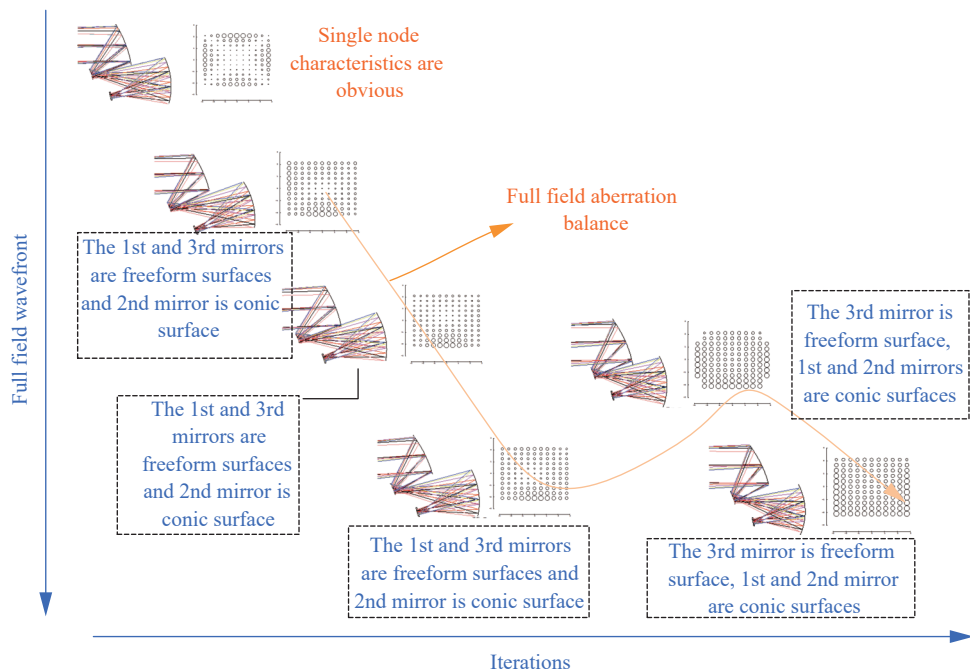 Single node
characteristics are
obvious
Full field aberration
balance
The 1st and 3rd mirrors
are freeform surfaces
and 2nd mirror is conic
surface
The 3rd mirror is
freeform surface,
1st and 2nd mirrors
are conic surfaces
The 1st and 3rd
mirrors are
freeform surfaces
and 2nd mirror is
conic surface
The 1st and 3rd mirrors
are freeform surfaces and
2nd mirror is conic surface
The 3rd mirror is freeform
surface, 1st and 2nd mirror
are conic surfaces
Full field wavefront
Iterations